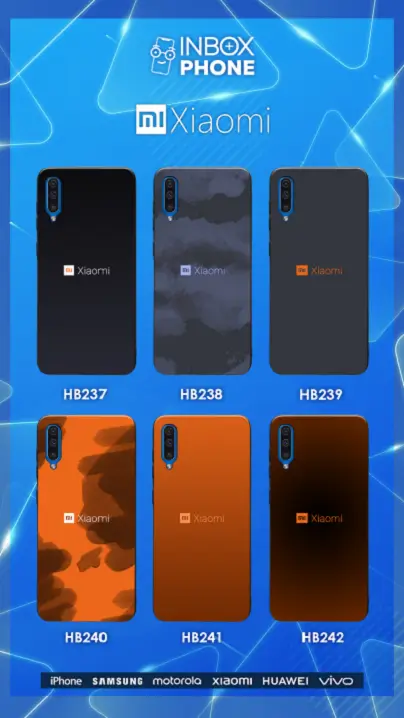 INBOX
PHONE
mi Xiaomi
mi Xiaomi
mi Xiaomi
mi Xiaomi
HB237
HB238
HB239
mi Xiaomi
mi Xiaomi
mi Xiaomi
HB240
HB241
HB242
iPhone SAMSUNG motorola XIAOMI HUAWEI vivo